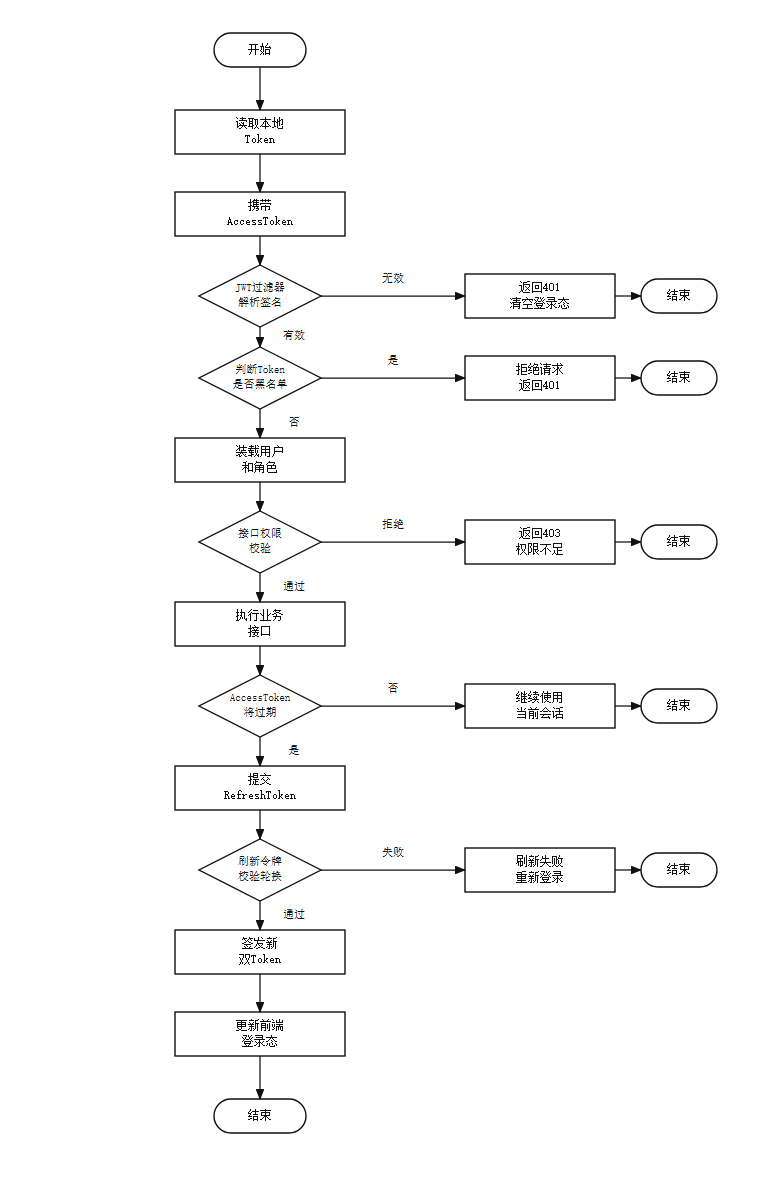 开始
读取本地
Token
携带
AccessToken
JWT过滤器
解析签名
无效
返回401
清空登录态
结束
有效
判断Token
是否黑名单
是
拒绝请求
返回401
结束
否
装载用户
和角色
接口权限
校验
拒绝
返回403
权限不足
结束
通过
执行业务
接口
AccessToken
将过期
否
继续使用
当前会话
结束
是
提交
RefreshToken
刷新令牌
校验轮换
失败
刷新失败
重新登录
结束
通过
签发新
双Token
更新前端
登录态
结束